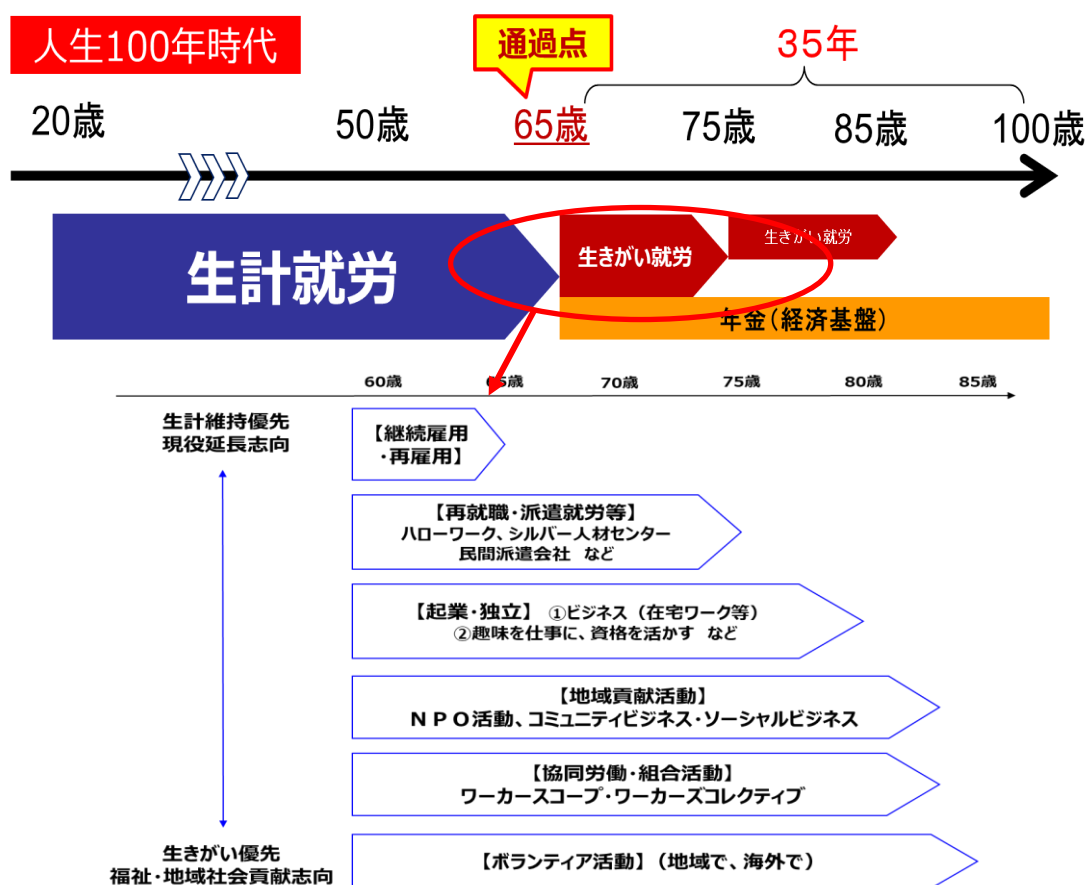 人生100年時代
通過点
35年
20歳
50歳
65歳
75歳
85歳
100歳
生計就労
生きがい就労
生きがい就労
年金(経済基盤)
60歳
65歳
70歳
75歳
80歳
85歳
生計維持優先
現役延長志向
【継続雇用
・再雇用】
【再就職・派遣就労等】
ハローワーク、シルバー人材センター
民間派遣会社 など
【起業・独立】 ①ビジネス（在宅ワーク等）
②趣味を仕事に、資格を活かす など
【地域貢献活動】
ＮＰＯ活動、コミュニティビジネス・ソーシャルビジネス
【協同労働・組合活動】
ワーカースコープ・ワーカーズコレクティブ
生きがい優先
福祉・地域社会貢献志向
【ボランティア活動】（地域で、海外で）